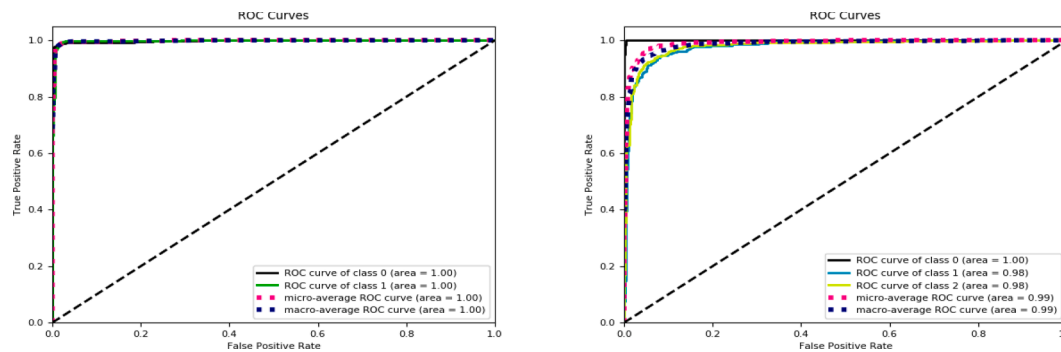 ROC Curves
1.0
0.8
0.6
0.4
0.2
0.0
True Positive Rate
0.0 0.2 0.4 0.6 0.8 1.0
False Positive Rate
ROC curve of class 0 (area = 1.00)
ROC curve of class 1 (area = 1.00)
micro-average ROC curve (area = 1.00)
macro-average ROC curve (area = 1.00)
ROC Curves
1.0
0.8
0.6
0.4
0.2
0.0
True Positive Rate
0.0 0.2 0.4 0.6 0.8 1.0
False Positive Rate
ROC curve of class 0 (area = 1.00)
ROC curve of class 1 (area = 0.98)
ROC curve of class 2 (area = 0.98)
micro-average ROC curve (area = 0.99)
macro-average ROC curve (area = 0.99)